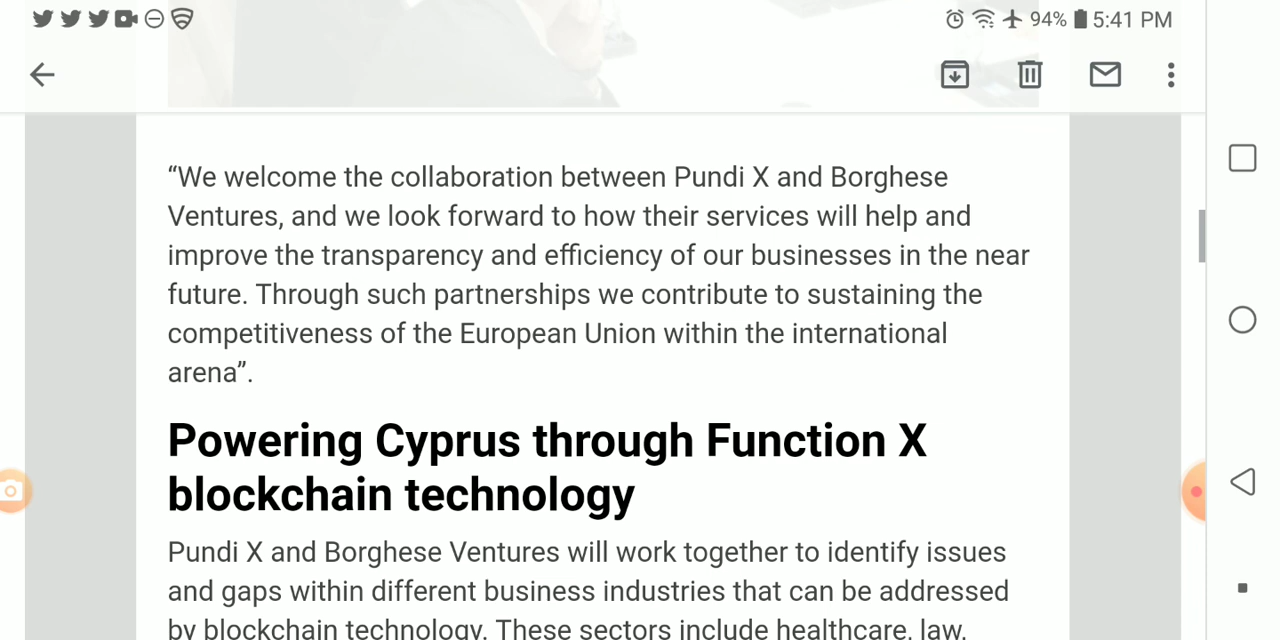 94% 5:41 PM
“We welcome the collaboration between Pundi X and Borghese
Ventures, and we look forward to how their services will help and
improve the transparency and efficiency of our businesses in the near
future. Through such partnerships we contribute to sustaining the
competitiveness of the European Union within the international
arena”.
Powering Cyprus through Function X
blockchain technology
Pundi X and Borghese Ventures will work together to identify issues
and gaps within different business industries that can be addressed
by blockchain technology. These sectors include healthcare, law,